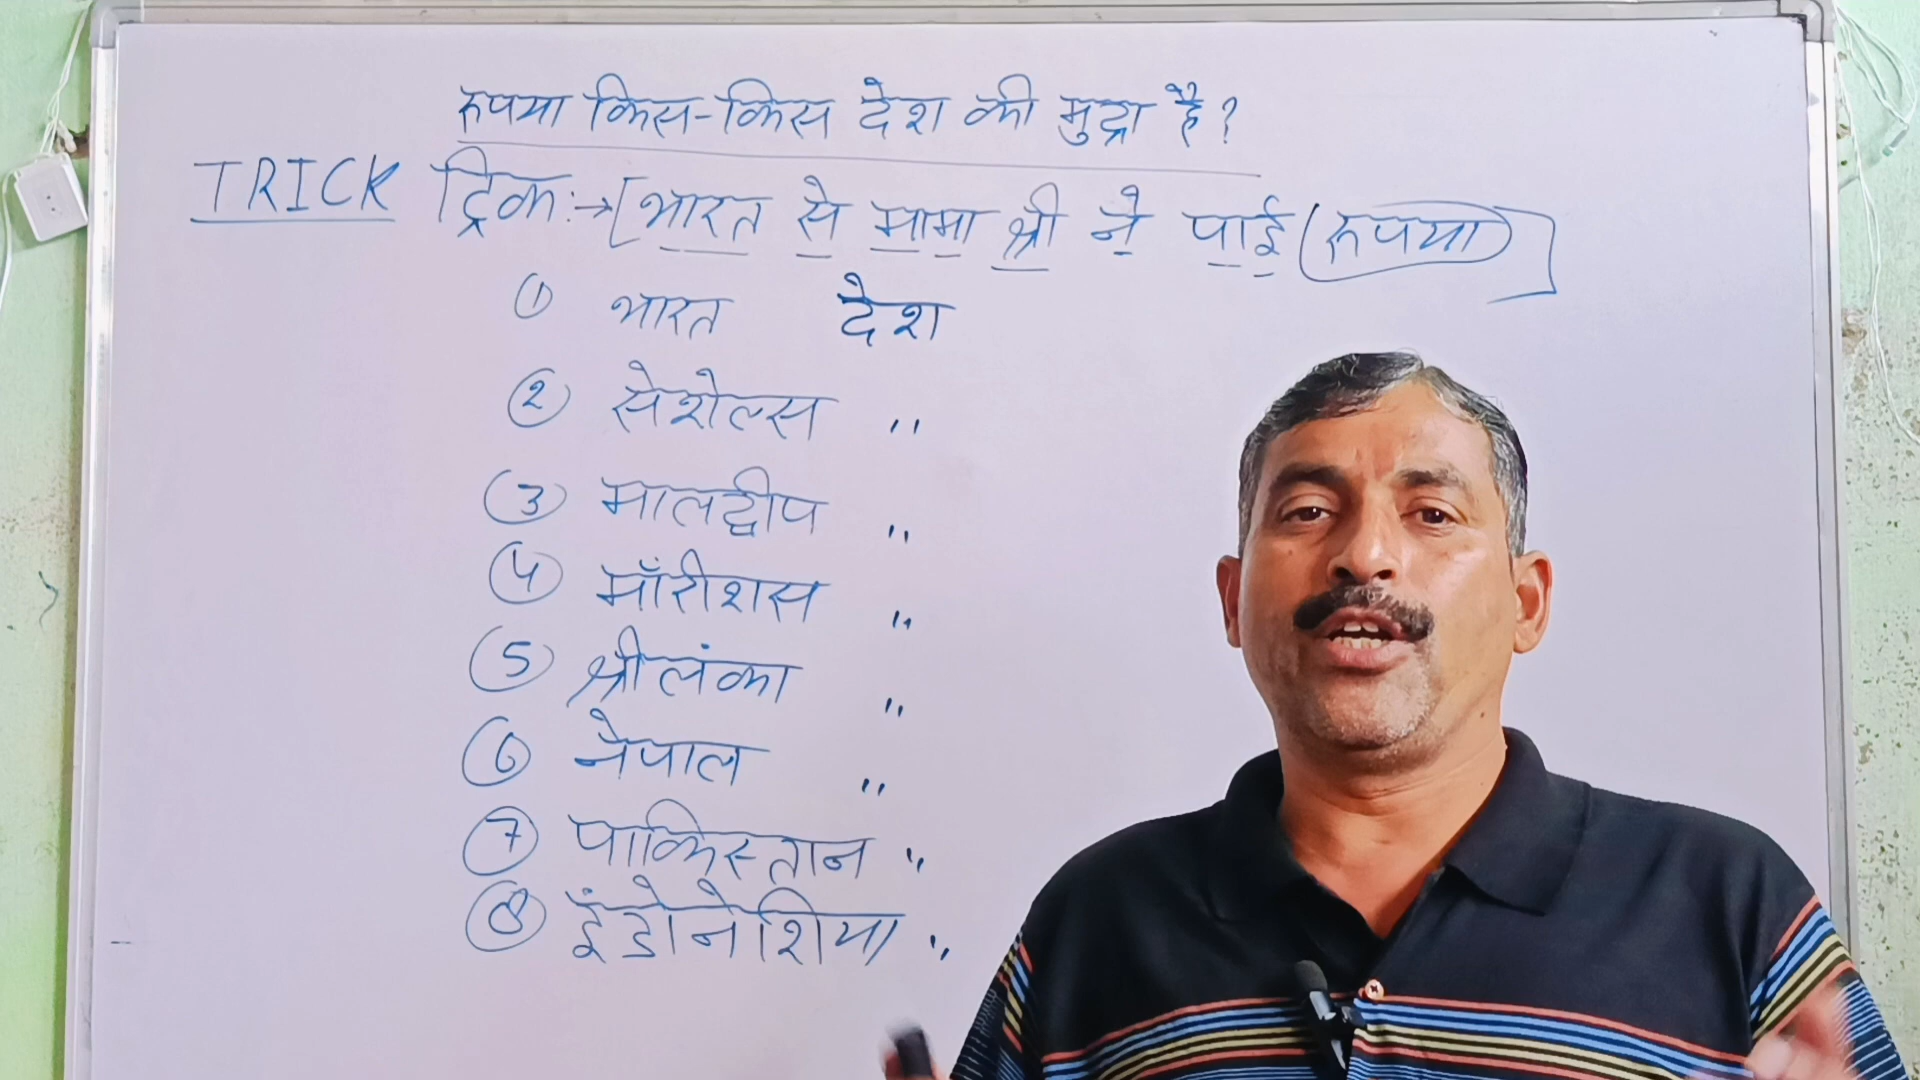 रुपया किस-किस देश की मुद्रा है?
TRICK ट्रिक:→[भारत से मामा श्री ने पाई (रुपया)]
① भारत देश
② सेशेल्स "
③ मालद्वीप "
④ मॉरीशस "
⑤ श्रीलंका "
⑥ नेपाल "
⑦ पाकिस्तान "
⑧ इंडोनेशिया "